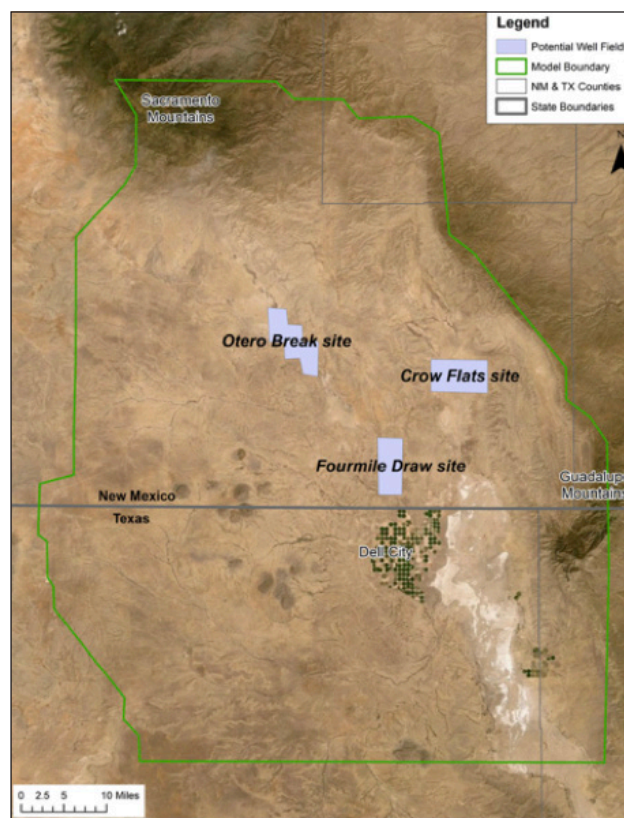 Legend
Potential Well Field
Model Boundary
NM & TX Counties
State Boundaries
N
Sacramento
Mountains
Otero Break site
Crow Flats site
Fourmile Draw site
Guadalupe
Mountains
New Mexico
Texas
Dell City
0 2.5 5 10 Miles